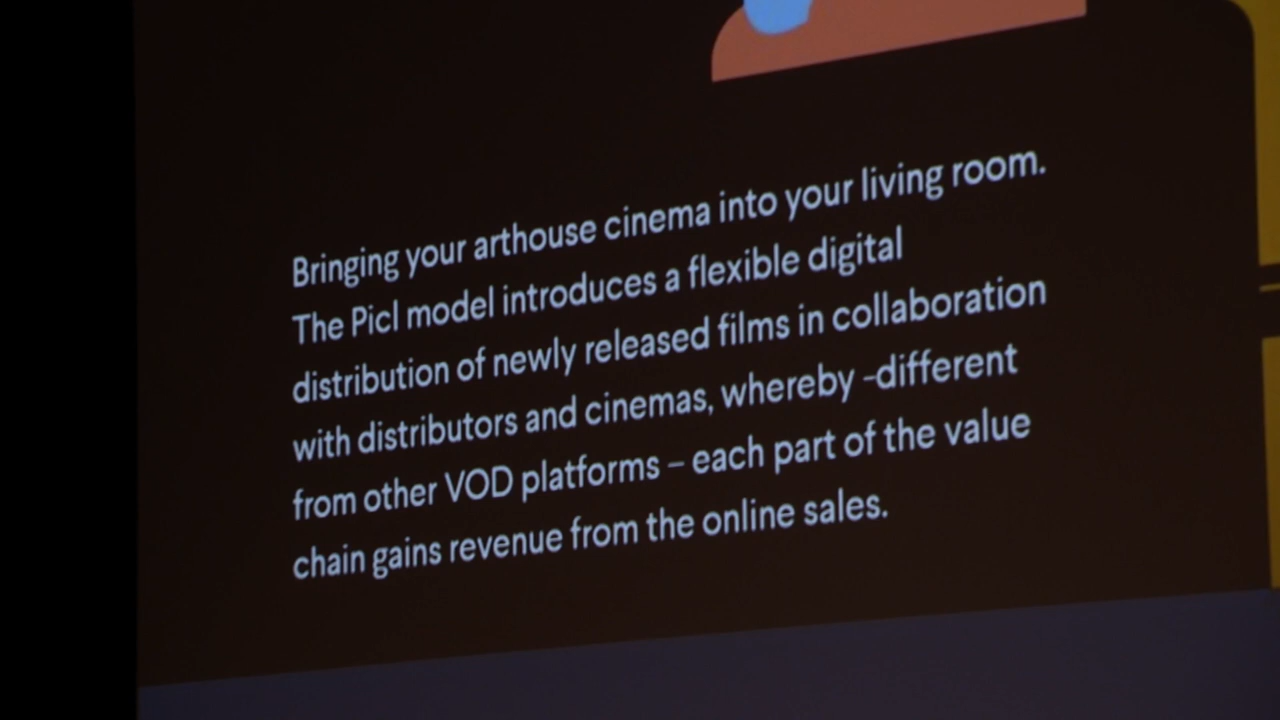 Bringing your arthouse cinema into your living room.
The Picl model introduces a flexible digital
distribution of newly released films in collaboration
with distributors and cinemas, whereby -different
from other VOD platforms – each part of the value
chain gains revenue from the online sales.